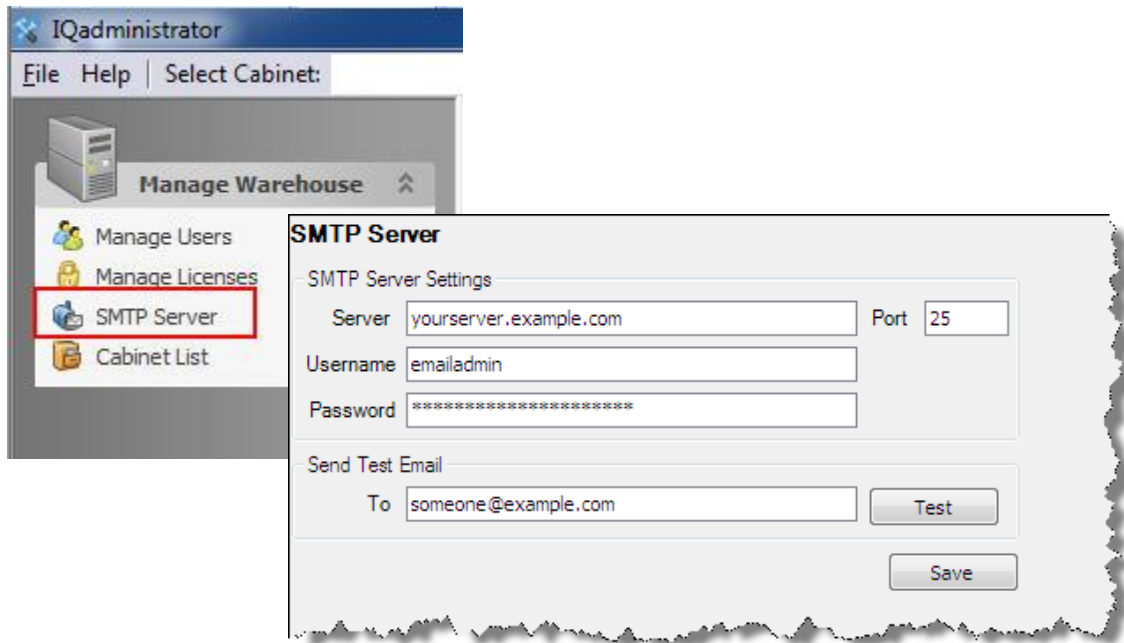 IQadministrator
File Help | Select Cabinet:
Manage Warehouse
Manage Users
Manage Licenses
SMTP Server
Cabinet List
SMTP Server
SMTP Server Settings
Server yourserver.example.com Port 25
Username emailadmin
Password *********************
Send Test Email
To someone@example.com Test
Save